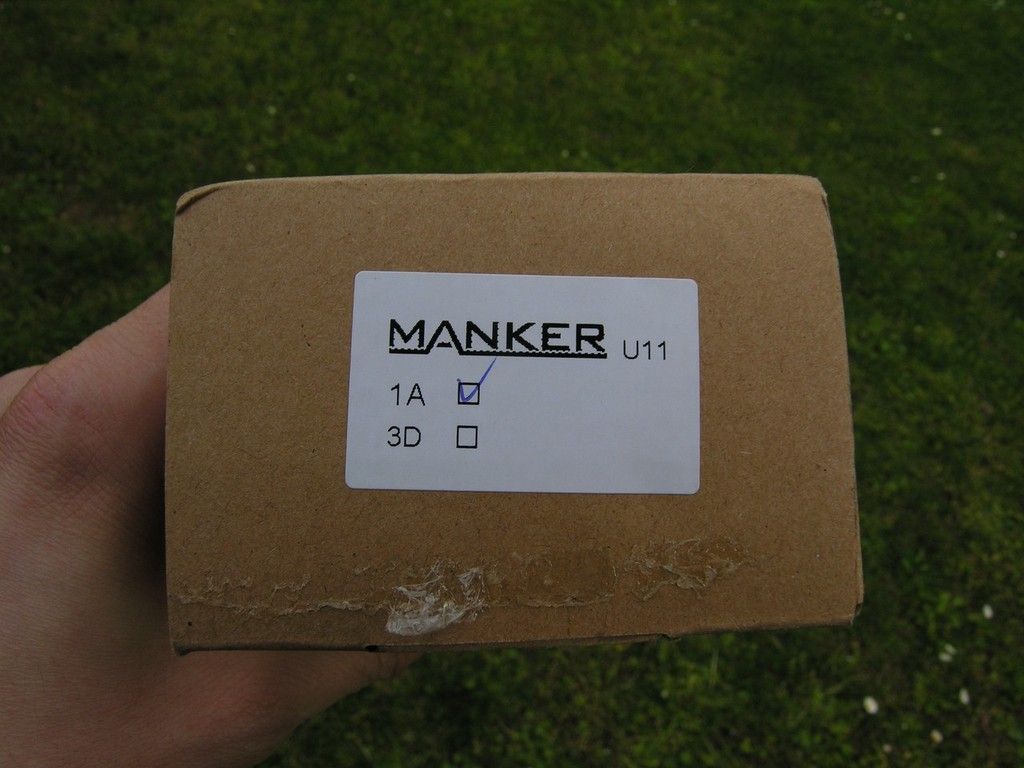 MANKER U11
1A ☑
3D ☐